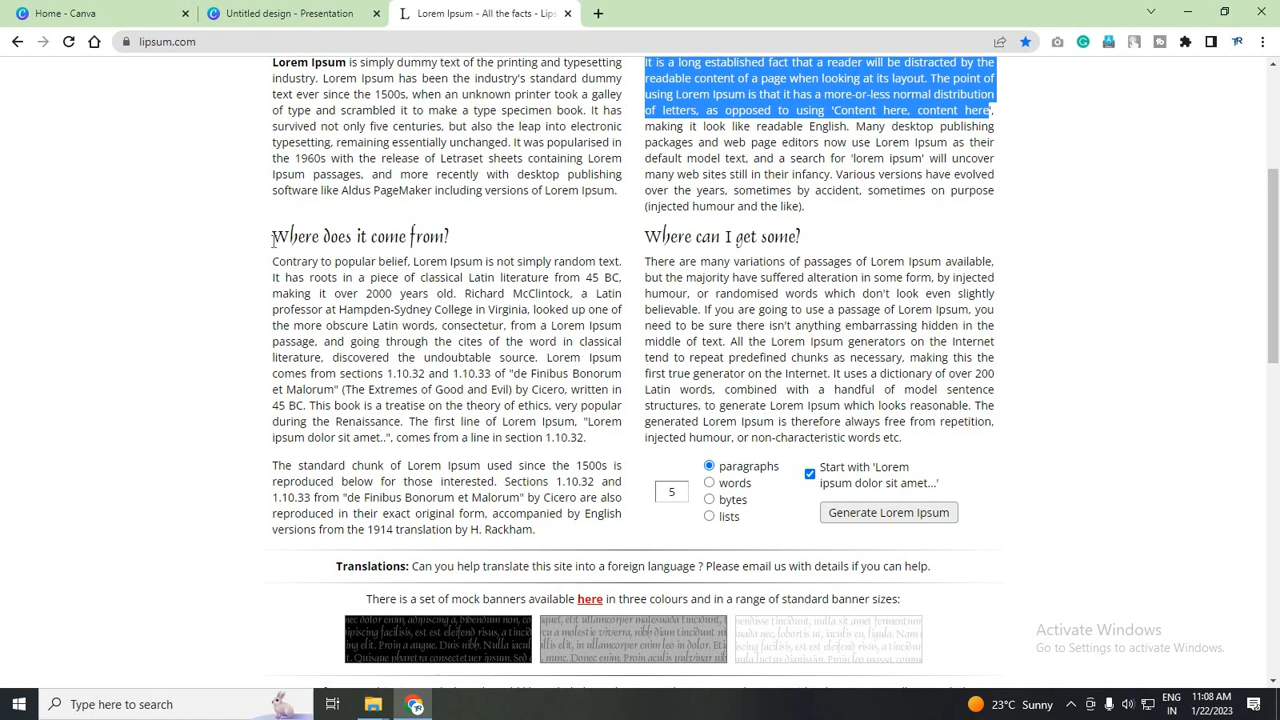 Home - Canva
Untitled design - Presentation
Lorem Ipsum - All the facts - Lips
lipsum.com
Lorem Ipsum is simply dummy text of the printing and typesetting
industry. Lorem Ipsum has been the industry's standard dummy
text ever since the 1500s, when an unknown printer took a galley
of type and scrambled it to make a type specimen book. It has
survived not only five centuries, but also the leap into electronic
typesetting, remaining essentially unchanged. It was popularised in
the 1960s with the release of Letraset sheets containing Lorem
Ipsum passages, and more recently with desktop publishing
software like Aldus PageMaker including versions of Lorem Ipsum.
It is a long established fact that a reader will be distracted by the
readable content of a page when looking at its layout. The point of
using Lorem Ipsum is that it has a more-or-less normal distribution
of letters, as opposed to using 'Content here, content here',
making it look like readable English. Many desktop publishing
packages and web page editors now use Lorem Ipsum as their
default model text, and a search for 'lorem ipsum' will uncover
many web sites still in their infancy. Various versions have evolved
over the years, sometimes by accident, sometimes on purpose
(injected humour and the like).
Where does it come from?
Contrary to popular belief, Lorem Ipsum is not simply random text.
It has roots in a piece of classical Latin literature from 45 BC,
making it over 2000 years old. Richard McClintock, a Latin
professor at Hampden-Sydney College in Virginia, looked up one of
the more obscure Latin words, consectetur, from a Lorem Ipsum
passage, and going through the cites of the word in classical
literature, discovered the undoubtable source. Lorem Ipsum
comes from sections 1.10.32 and 1.10.33 of "de Finibus Bonorum
et Malorum" (The Extremes of Good and Evil) by Cicero, written in
45 BC. This book is a treatise on the theory of ethics, very popular
during the Renaissance. The first line of Lorem Ipsum, "Lorem
ipsum dolor sit amet..", comes from a line in section 1.10.32.
The standard chunk of Lorem Ipsum used since the 1500s is
reproduced below for those interested. Sections 1.10.32 and
1.10.33 from "de Finibus Bonorum et Malorum" by Cicero are also
reproduced in their exact original form, accompanied by English
versions from the 1914 translation by H. Rackham.
Where can I get some?
There are many variations of passages of Lorem Ipsum available,
but the majority have suffered alteration in some form, by injected
humour, or randomised words which don't look even slightly
believable. If you are going to use a passage of Lorem Ipsum, you
need to be sure there isn't anything embarrassing hidden in the
middle of text. All the Lorem Ipsum generators on the Internet
tend to repeat predefined chunks as necessary, making this the
first true generator on the Internet. It uses a dictionary of over 200
Latin words, combined with a handful of model sentence
structures, to generate Lorem Ipsum which looks reasonable. The
generated Lorem Ipsum is therefore always free from repetition,
injected humour, or non-characteristic words etc.
5
paragraphs
words
bytes
lists
Start with 'Lorem
ipsum dolor sit amet...'
Generate Lorem Ipsum
Translations: Can you help translate this site into a foreign language ? Please email us with details if you can help.
There is a set of mock banners available here in three colours and in a range of standard banner sizes:
Activate Windows
Go to Settings to activate Windows.
Type here to search
23°C Sunny
ENG
IN
11:08 AM
1/22/2023